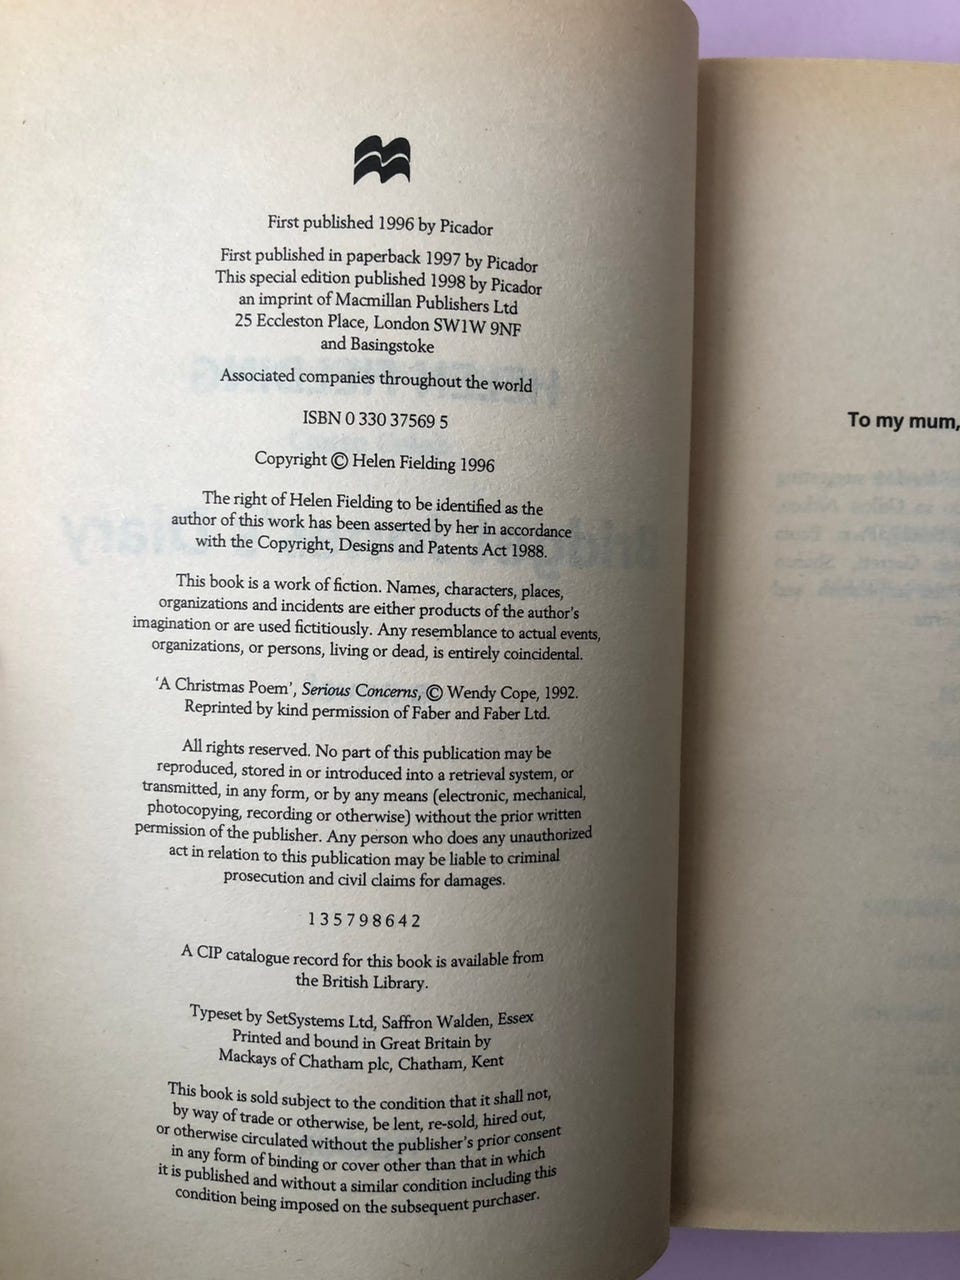 First published 1996 by Picador
First published in paperback 1997 by Picador
This special edition published 1998 by Picador
an imprint of Macmillan Publishers Ltd
25 Eccleston Place, London SW1W 9NF
and Basingstoke
Associated companies throughout the world
ISBN 0 330 37569 5
Copyright © Helen Fielding 1996
The right of Helen Fielding to be identified as the
author of this work has been asserted by her in accordance
with the Copyright, Designs and Patents Act 1988.
This book is a work of fiction. Names, characters, places,
organizations and incidents are either products of the author's
imagination or are used fictitiously. Any resemblance to actual events,
organizations, or persons, living or dead, is entirely coincidental.
'A Christmas Poem', Serious Concerns, © Wendy Cope, 1992.
Reprinted by kind permission of Faber and Faber Ltd.
All rights reserved. No part of this publication may be
reproduced, stored in or introduced into a retrieval system, or
transmitted, in any form, or by any means (electronic, mechanical,
photocopying, recording or otherwise) without the prior written
permission of the publisher. Any person who does any unauthorized
act in relation to this publication may be liable to criminal
prosecution and civil claims for damages.
1 3 5 7 9 8 6 4 2
A CIP catalogue record for this book is available from
the British Library.
Typeset by SetSystems Ltd, Saffron Walden, Essex
Printed and bound in Great Britain by
Mackays of Chatham plc, Chatham, Kent
This book is sold subject to the condition that it shall not,
by way of trade or otherwise, be lent, re-sold, hired out,
or otherwise circulated without the publisher's prior consent
in any form of binding or cover other than that in which
it is published and without a similar condition including this
condition being imposed on the subsequent purchaser.
To my mum,